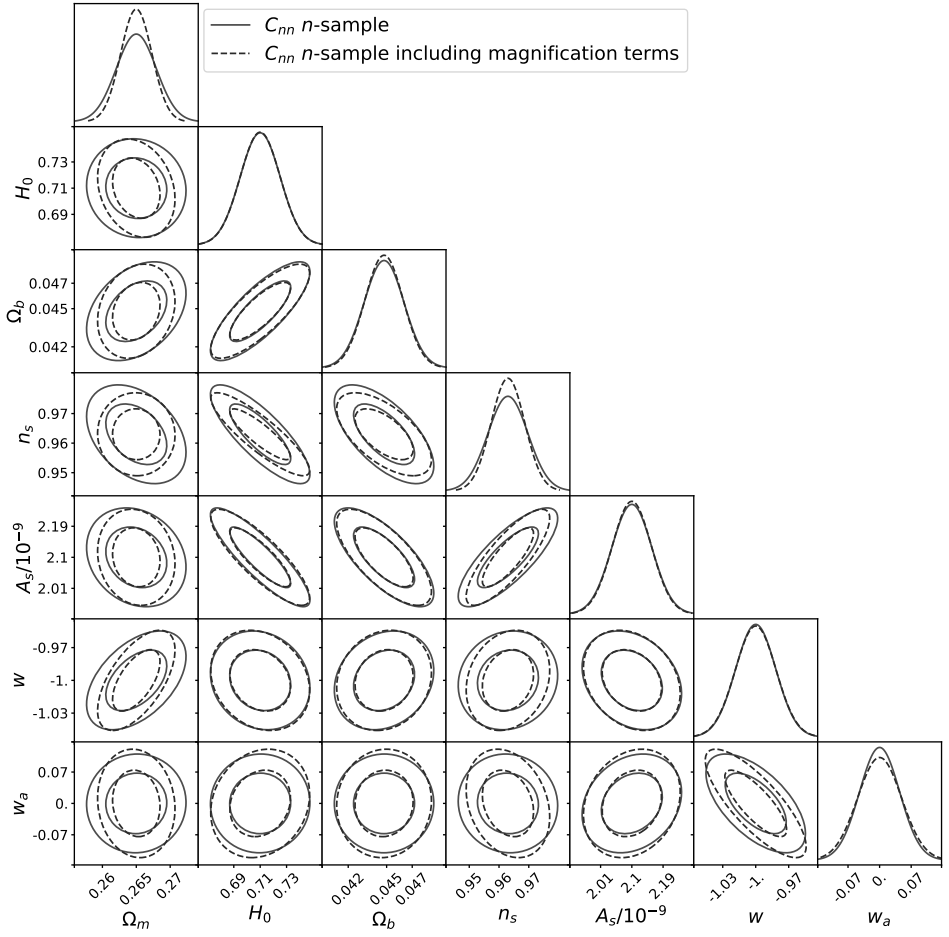 C_{nn} n-sample
C_{nn} n-sample including magnification terms
H_0
0.73
0.71
0.69
Ω_b
0.047
0.045
0.042
n_s
0.97
0.96
0.95
A_s/10^{-9}
2.19
2.1
2.01
w
-0.97
-1.
-1.03
w_a
0.07
0.
-0.07
0.26 0.265 0.27 0.69 0.71 0.73 0.042 0.045 0.047 0.95 0.96 0.97 2.01 2.1 2.19 -1.03 -1. -0.97 -0.07 0. 0.07
Ω_m H_0 Ω_b n_s A_s/10^{-9} w w_a